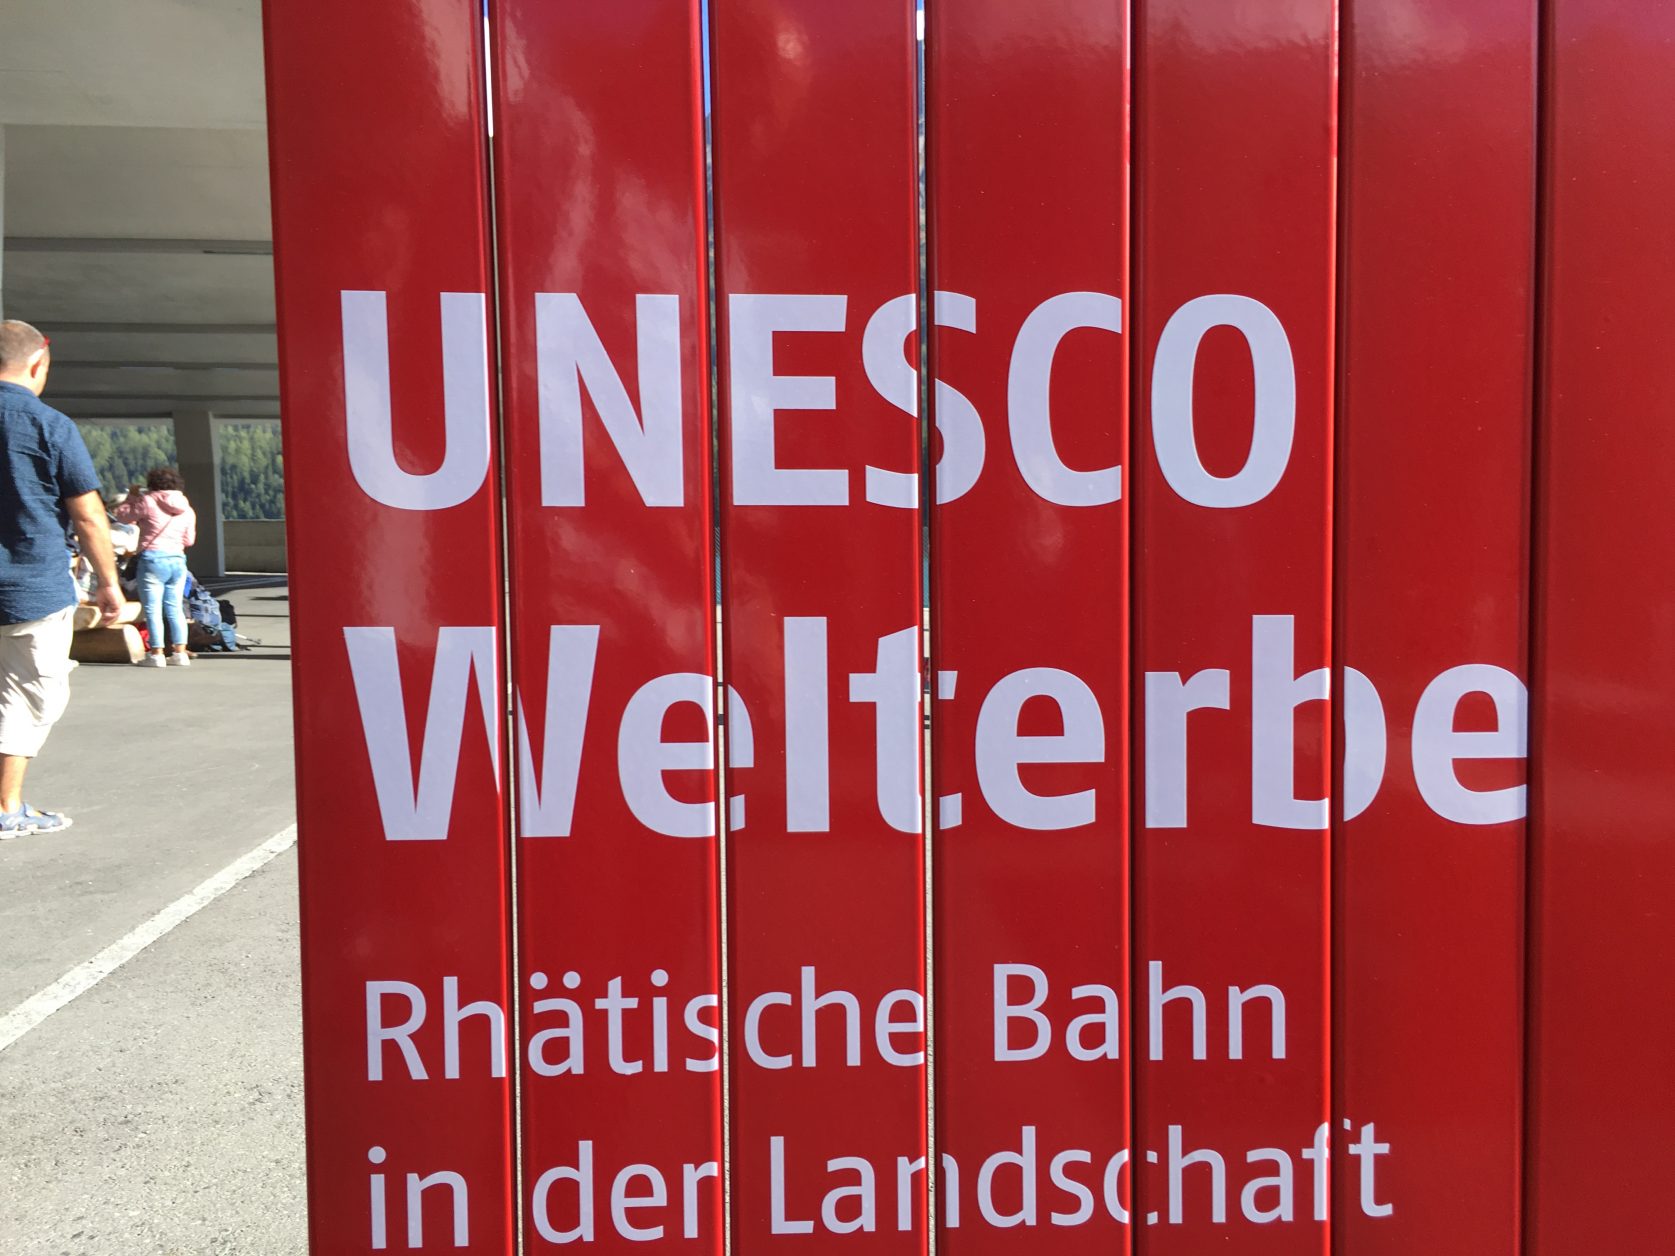 UNESCO
Welterbe
Rhätische Bahn
in der Landschaft